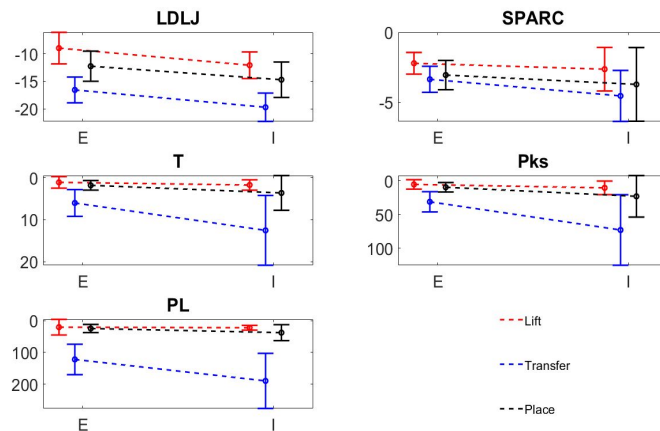 LDLJ
-10
-15
-20
E
I
SPARC
0
-5
E
I
T
0
10
20
E
I
Pks
0
50
100
E
I
PL
0
100
200
E
I
Lift
Transfer
Place